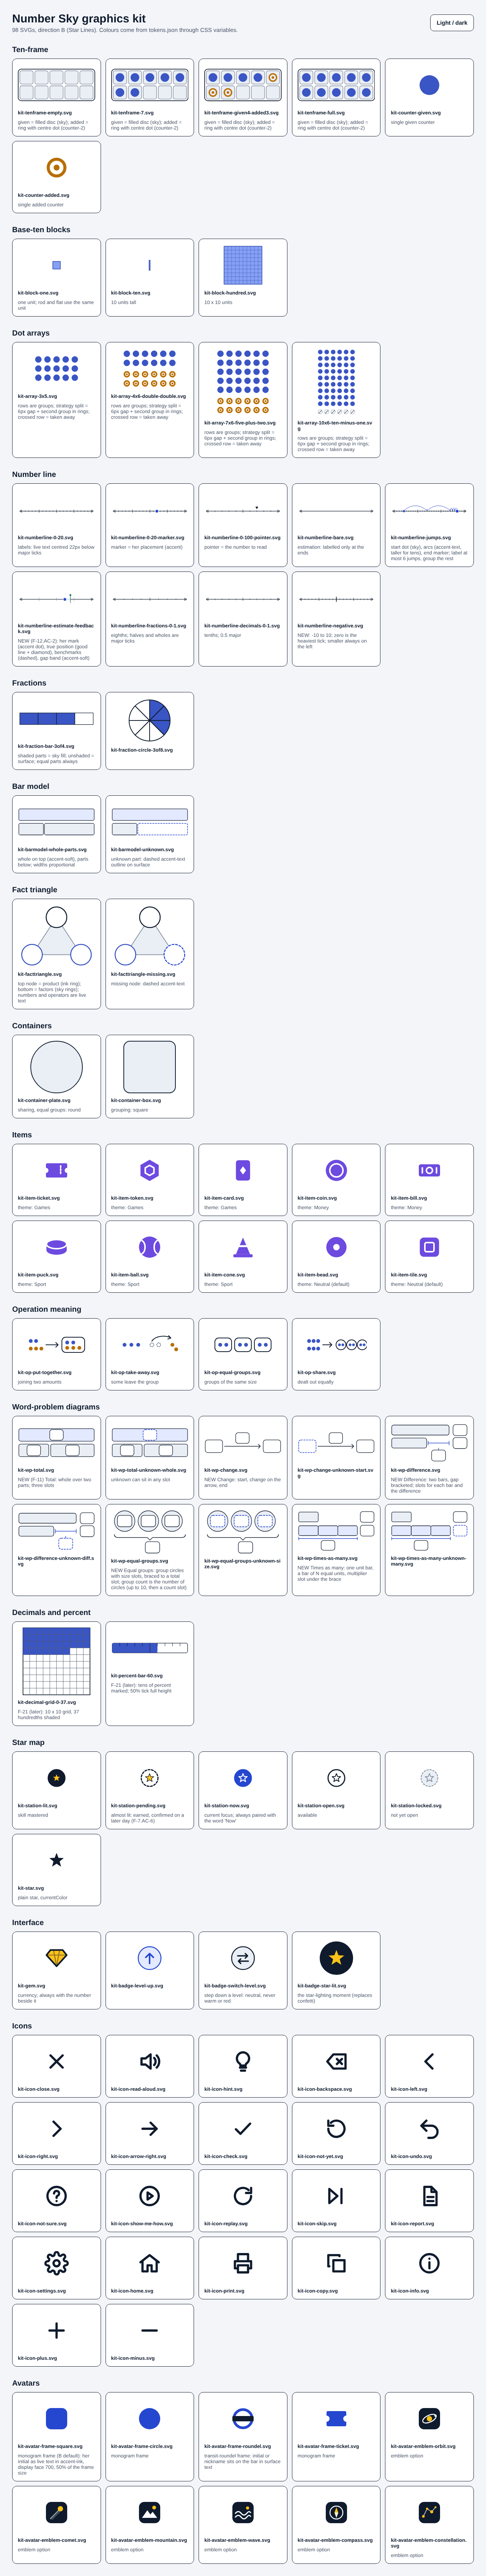 Number Sky graphics kit
98 SVGs, direction B (Star Lines). Colours come from tokens.json through CSS variables.
Light / dark
Ten-frame
kit-tenframe-empty.svg
given = filled disc (sky); added =
ring with centre dot (counter-2)
kit-tenframe-7.svg
given = filled disc (sky); added =
ring with centre dot (counter-2)
kit-tenframe-given4-added3.svg
given = filled disc (sky); added =
ring with centre dot (counter-2)
kit-tenframe-full.svg
given = filled disc (sky); added =
ring with centre dot (counter-2)
kit-counter-given.svg
single given counter
kit-counter-added.svg
single added counter
Base-ten blocks
kit-block-one.svg
one unit; rod and flat use the same
unit
kit-block-ten.svg
10 units tall
kit-block-hundred.svg
10 x 10 units
Dot arrays
kit-array-3x5.svg
rows are groups; strategy split =
6px gap + second group in rings;
crossed row = taken away
kit-array-4x6-double-double.svg
rows are groups; strategy split =
6px gap + second group in rings;
crossed row = taken away
kit-array-7x6-five-plus-two.svg
rows are groups; strategy split =
6px gap + second group in rings;
crossed row = taken away
kit-array-10x6-ten-minus-one.sv
g
rows are groups; strategy split =
6px gap + second group in rings;
crossed row = taken away
Number line
kit-numberline-0-20.svg
labels: live text centred 22px below
major ticks
kit-numberline-0-20-marker.svg
marker = her placement (accent)
kit-numberline-0-100-pointer.svg
pointer = the number to read
kit-numberline-bare.svg
estimation: labelled only at the
ends
kit-numberline-jumps.svg
start dot (sky), arcs (accent-text,
taller for tens), end marker; label at
most 6 jumps, group the rest
kit-numberline-estimate-feedbac
k.svg
NEW (F-12,AC-2): her mark
(accent dot), true position (good
line + diamond), benchmarks
(dashed), gap band (accent-soft)
kit-numberline-fractions-0-1.svg
eighths; halves and wholes are
major ticks
kit-numberline-decimals-0-1.svg
tenths; 0.5 major
kit-numberline-negative.svg
NEW: -10 to 10; zero is the
heaviest tick; smaller always on
the left
Fractions
kit-fraction-bar-3of4.svg
shaded parts = sky fill; unshaded =
surface; equal parts always
kit-fraction-circle-3of8.svg
Bar model
kit-barmodel-whole-parts.svg
whole on top (accent-soft), parts
below; widths proportional
kit-barmodel-unknown.svg
unknown part: dashed accent-text
outline on surface
Fact triangle
kit-facttriangle.svg
top node = product (ink ring);
bottom = factors (sky rings);
numbers and operations are live
text
kit-facttriangle-missing.svg
missing node: dashed accent-text
Containers
kit-container-plate.svg
sharing, equal groups: round
kit-container-box.svg
grouping: square
Items
kit-item-ticket.svg
theme: Games
kit-item-token.svg
theme: Games
kit-item-card.svg
theme: Games
kit-item-coin.svg
theme: Money
kit-item-bill.svg
theme: Money
kit-item-puck.svg
theme: Sport
kit-item-ball.svg
theme: Sport
kit-item-cone.svg
theme: Sport
kit-item-bead.svg
theme: Neutral (default)
kit-item-tile.svg
theme: Neutral (default)
Operation meaning
kit-op-put-together.svg
joining two amounts
kit-op-take-away.svg
some leave the group
kit-op-equal-groups.svg
groups of the same size
kit-op-share.svg
dealt out equally
Word-problem diagrams
kit-wp-total.svg
NEW (F-11) Total: whole over two
parts; three slots
kit-wp-total-unknown-whole.svg
unknown can sit in any slot
kit-wp-change.svg
NEW Change: start, change on the
arrow, end
kit-wp-change-unknown-start.sv
g
kit-wp-difference.svg
NEW Difference: two bars, gap
bracketed; slots for each bar and
the difference
kit-wp-difference-unknown-diff.s
vg
kit-wp-equal-groups.svg
NEW Equal groups: group circles
with size slots, braced to a total
slot; group count is the number of
circles (up to 10, then a count slot)
kit-wp-equal-groups-unknown-si
ze.svg
kit-wp-times-as-many.svg
NEW Times as many: one unit bar,
a bar of N equal units, multiplier
slot under the brace
kit-wp-times-as-many-unknown-
many.svg
Decimals and percent
kit-decimal-grid-0-37.svg
F-21 (later): 10 x 10 grid, 37
hundredths shaded
kit-percent-bar-60.svg
F-21 (later): tens of percent
marked; 50% tick full height
Star map
kit-station-lit.svg
skill mastered
kit-station-pending.svg
almost lit: earned, confirmed on a
later day (F-7.AC-6)
kit-station-now.svg
current focus; always paired with
the word 'Now'
kit-station-open.svg
available
kit-station-locked.svg
not yet open
kit-star.svg
plain star, currentColor
Interface
kit-gem.svg
currency, always with the number
beside it
kit-badge-level-up.svg
kit-badge-switch-level.svg
step down a level: neutral, never
warm or red
kit-badge-star-lit.svg
the star-lighting moment (replaces
confetti)
Icons
kit-icon-close.svg
kit-icon-read-aloud.svg
kit-icon-hint.svg
kit-icon-backspace.svg
kit-icon-left.svg
kit-icon-right.svg
kit-icon-arrow-right.svg
kit-icon-check.svg
kit-icon-not-yet.svg
kit-icon-undo.svg
kit-icon-not-sure.svg
kit-icon-show-me-how.svg
kit-icon-replay.svg
kit-icon-skip.svg
kit-icon-report.svg
kit-icon-settings.svg
kit-icon-home.svg
kit-icon-print.svg
kit-icon-copy.svg
kit-icon-info.svg
kit-icon-plus.svg
kit-icon-minus.svg
Avatars
kit-avatar-frame-square.svg
monogram frame (B default): her
initial as live text in accent-ink,
display face 700, 50% of the frame
size
kit-avatar-frame-circle.svg
monogram frame
kit-avatar-frame-roundel.svg
transit-roundel frame: initial or
nickname sits on the bar in surface
text
kit-avatar-frame-ticket.svg
monogram frame
kit-avatar-emblem-orbit.svg
emblem option
kit-avatar-emblem-comet.svg
emblem option
kit-avatar-emblem-mountain.svg
emblem option
kit-avatar-emblem-wave.svg
emblem option
kit-avatar-emblem-compass.svg
emblem option
kit-avatar-emblem-constellation.
svg
emblem option